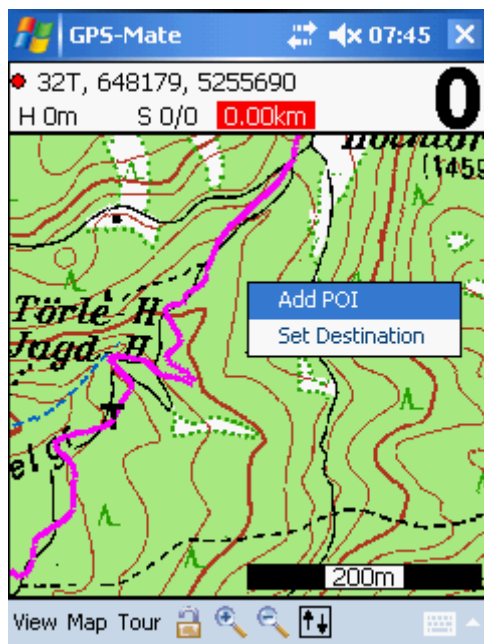 GPS-Mate 07:45
32T, 648179, 5255690
H 0m S 0/0 0.00km 0
(1459
Add POI
Törle H
Set Destination
Jagd. H
200m
View Map Tour